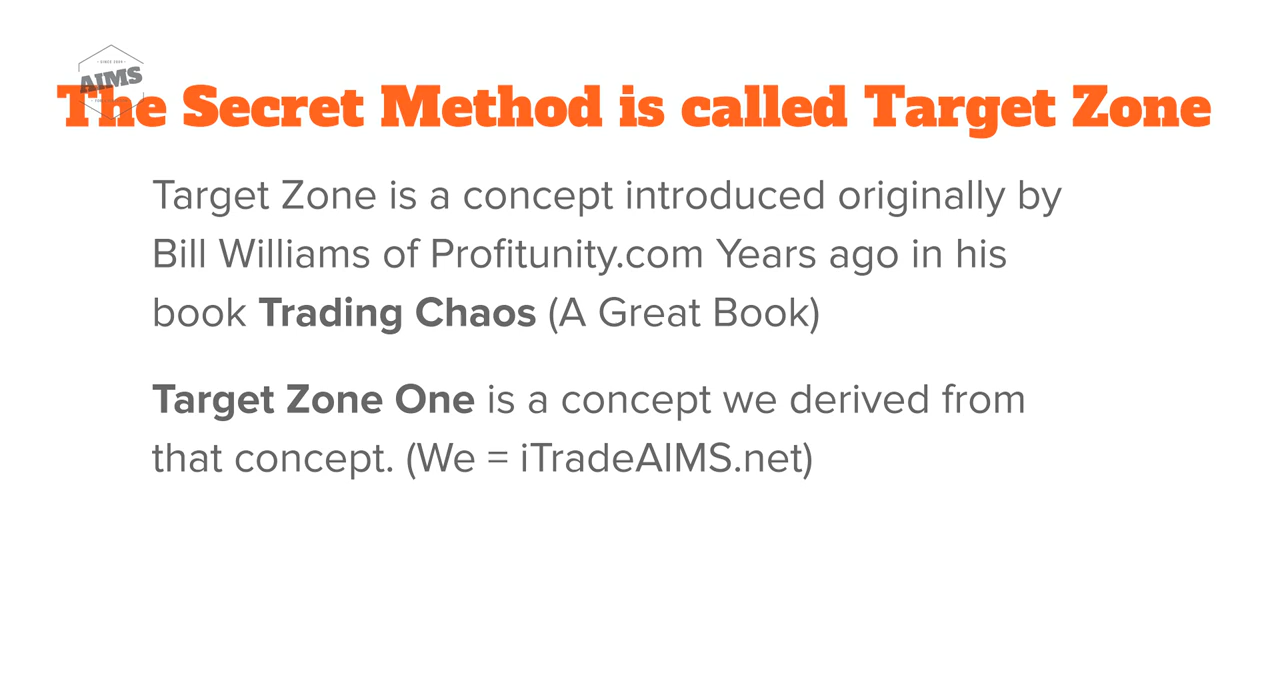 - SINCE 2004 -
AIMS
The Secret Method is called Target Zone
Target Zone is a concept introduced originally by
Bill Williams of Profitunity.com Years ago in his
book Trading Chaos (A Great Book)
Target Zone One is a concept we derived from
that concept. (We = iTradeAIMS.net)